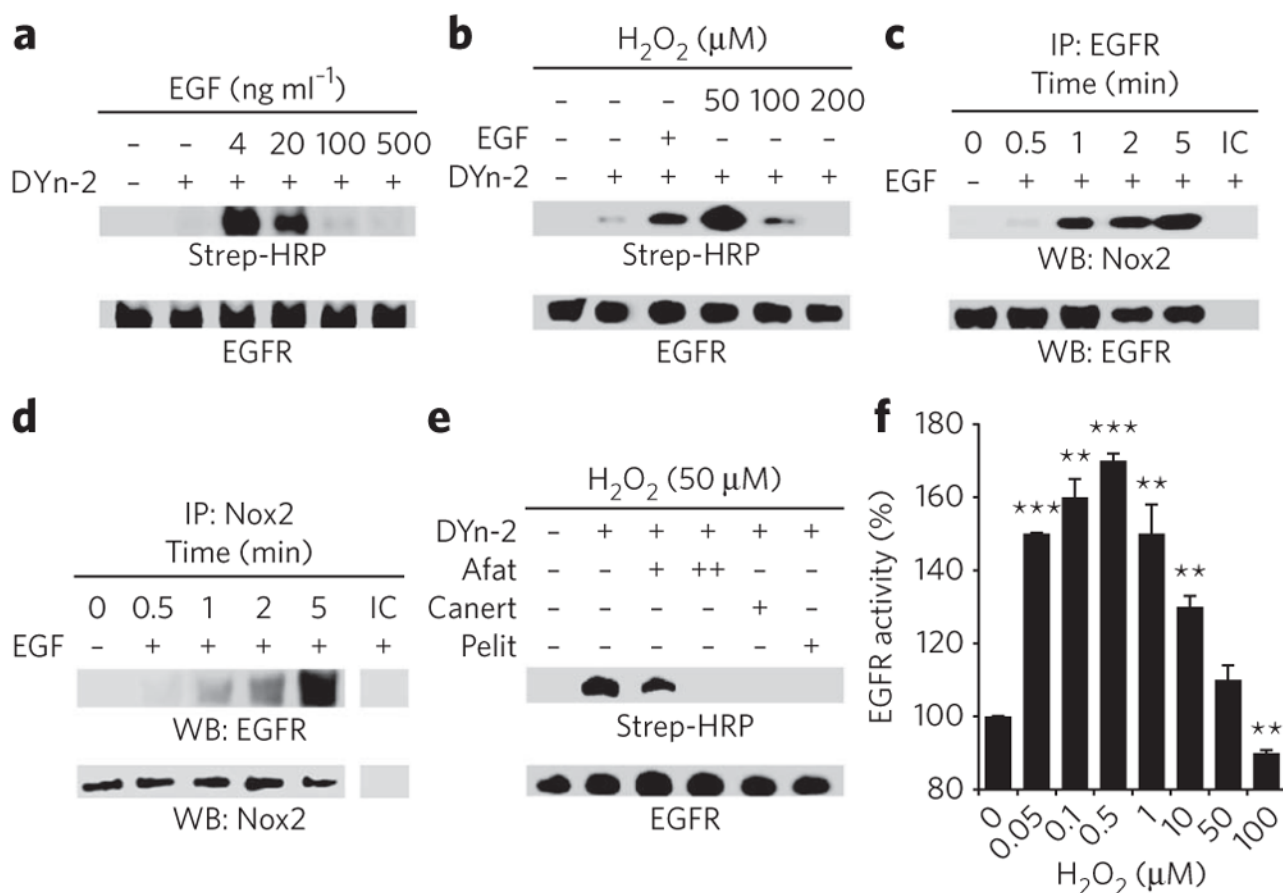 a
EGF (ng ml⁻¹)
– – 4 20 100 500
DYn-2 – + + + + +
Strep-HRP
EGFR
b
H₂O₂ (μM)
– – – 50 100 200
EGF – – + – – –
DYn-2 – + + + + +
Strep-HRP
EGFR
c
IP: EGFR
Time (min)
0 0.5 1 2 5 IC
EGF – + + + + +
WB: Nox2
WB: EGFR
d
IP: Nox2
Time (min)
0 0.5 1 2 5 IC
EGF – + + + + +
WB: EGFR
WB: Nox2
e
H₂O₂ (50 μM)
DYn-2 – + + + + +
Afat – – + ++ – –
Canert – – – – + –
Pelit – – – – – +
Strep-HRP
EGFR
f
EGFR activity (%)
180
160
140
120
100
80
*** ** *** ** ** **
0 0.05 0.1 0.5 1 10 50 100
H₂O₂ (μM)